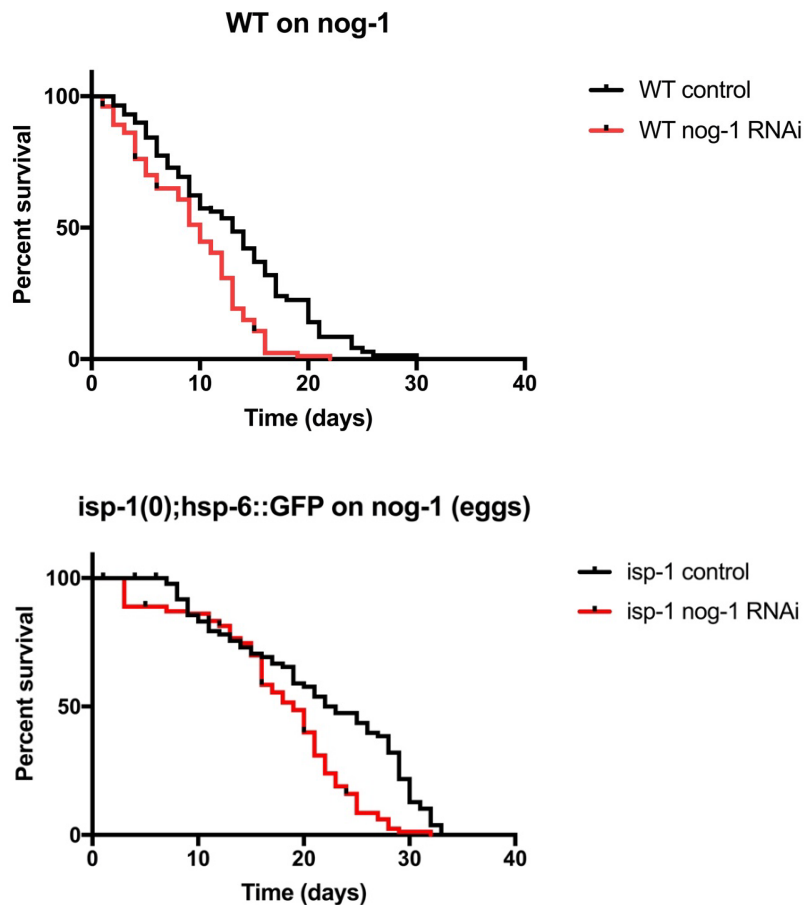 WT on nog-1
WT control
WT nog-1 RNAi
Percent survival
100
50
0
0 10 20 30 40
Time (days)
isp-1(0);hsp-6::GFP on nog-1 (eggs)
isp-1 control
isp-1 nog-1 RNAi
Percent survival
100
50
0
0 10 20 30 40
Time (days)